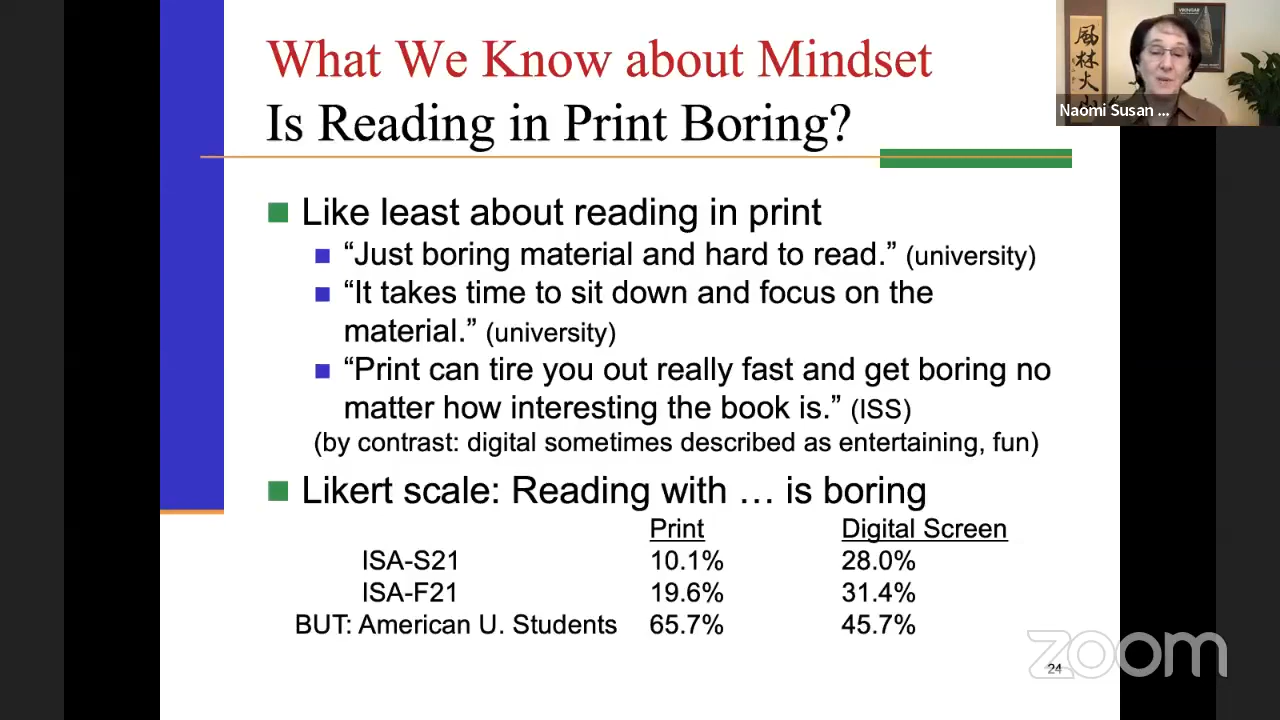 What We Know about Mindset
Is Reading in Print Boring?
Like least about reading in print
“Just boring material and hard to read.” (university)
“It takes time to sit down and focus on the
material.” (university)
“Print can tire you out really fast and get boring no
matter how interesting the book is.” (ISS)
(by contrast: digital sometimes described as entertaining, fun)
Likert scale: Reading with … is boring
Print Digital Screen
ISA-S21 10.1% 28.0%
ISA-F21 19.6% 31.4%
BUT: American U. Students 65.7% 45.7%
24
zoom
風林火山
Naomi Susan ...